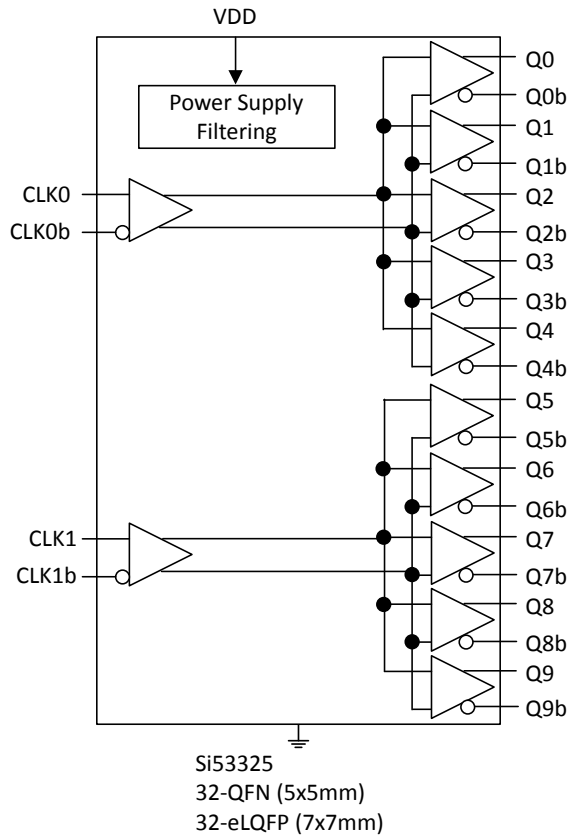 VDD
Power Supply
Filtering
CLK0
CLK0b
Q0
Q0b
Q1
Q1b
Q2
Q2b
Q3
Q3b
Q4
Q4b
CLK1
CLK1b
Q5
Q5b
Q6
Q6b
Q7
Q7b
Q8
Q8b
Q9
Q9b
Si53325
32-QFN (5x5mm)
32-eLQFP (7x7mm)